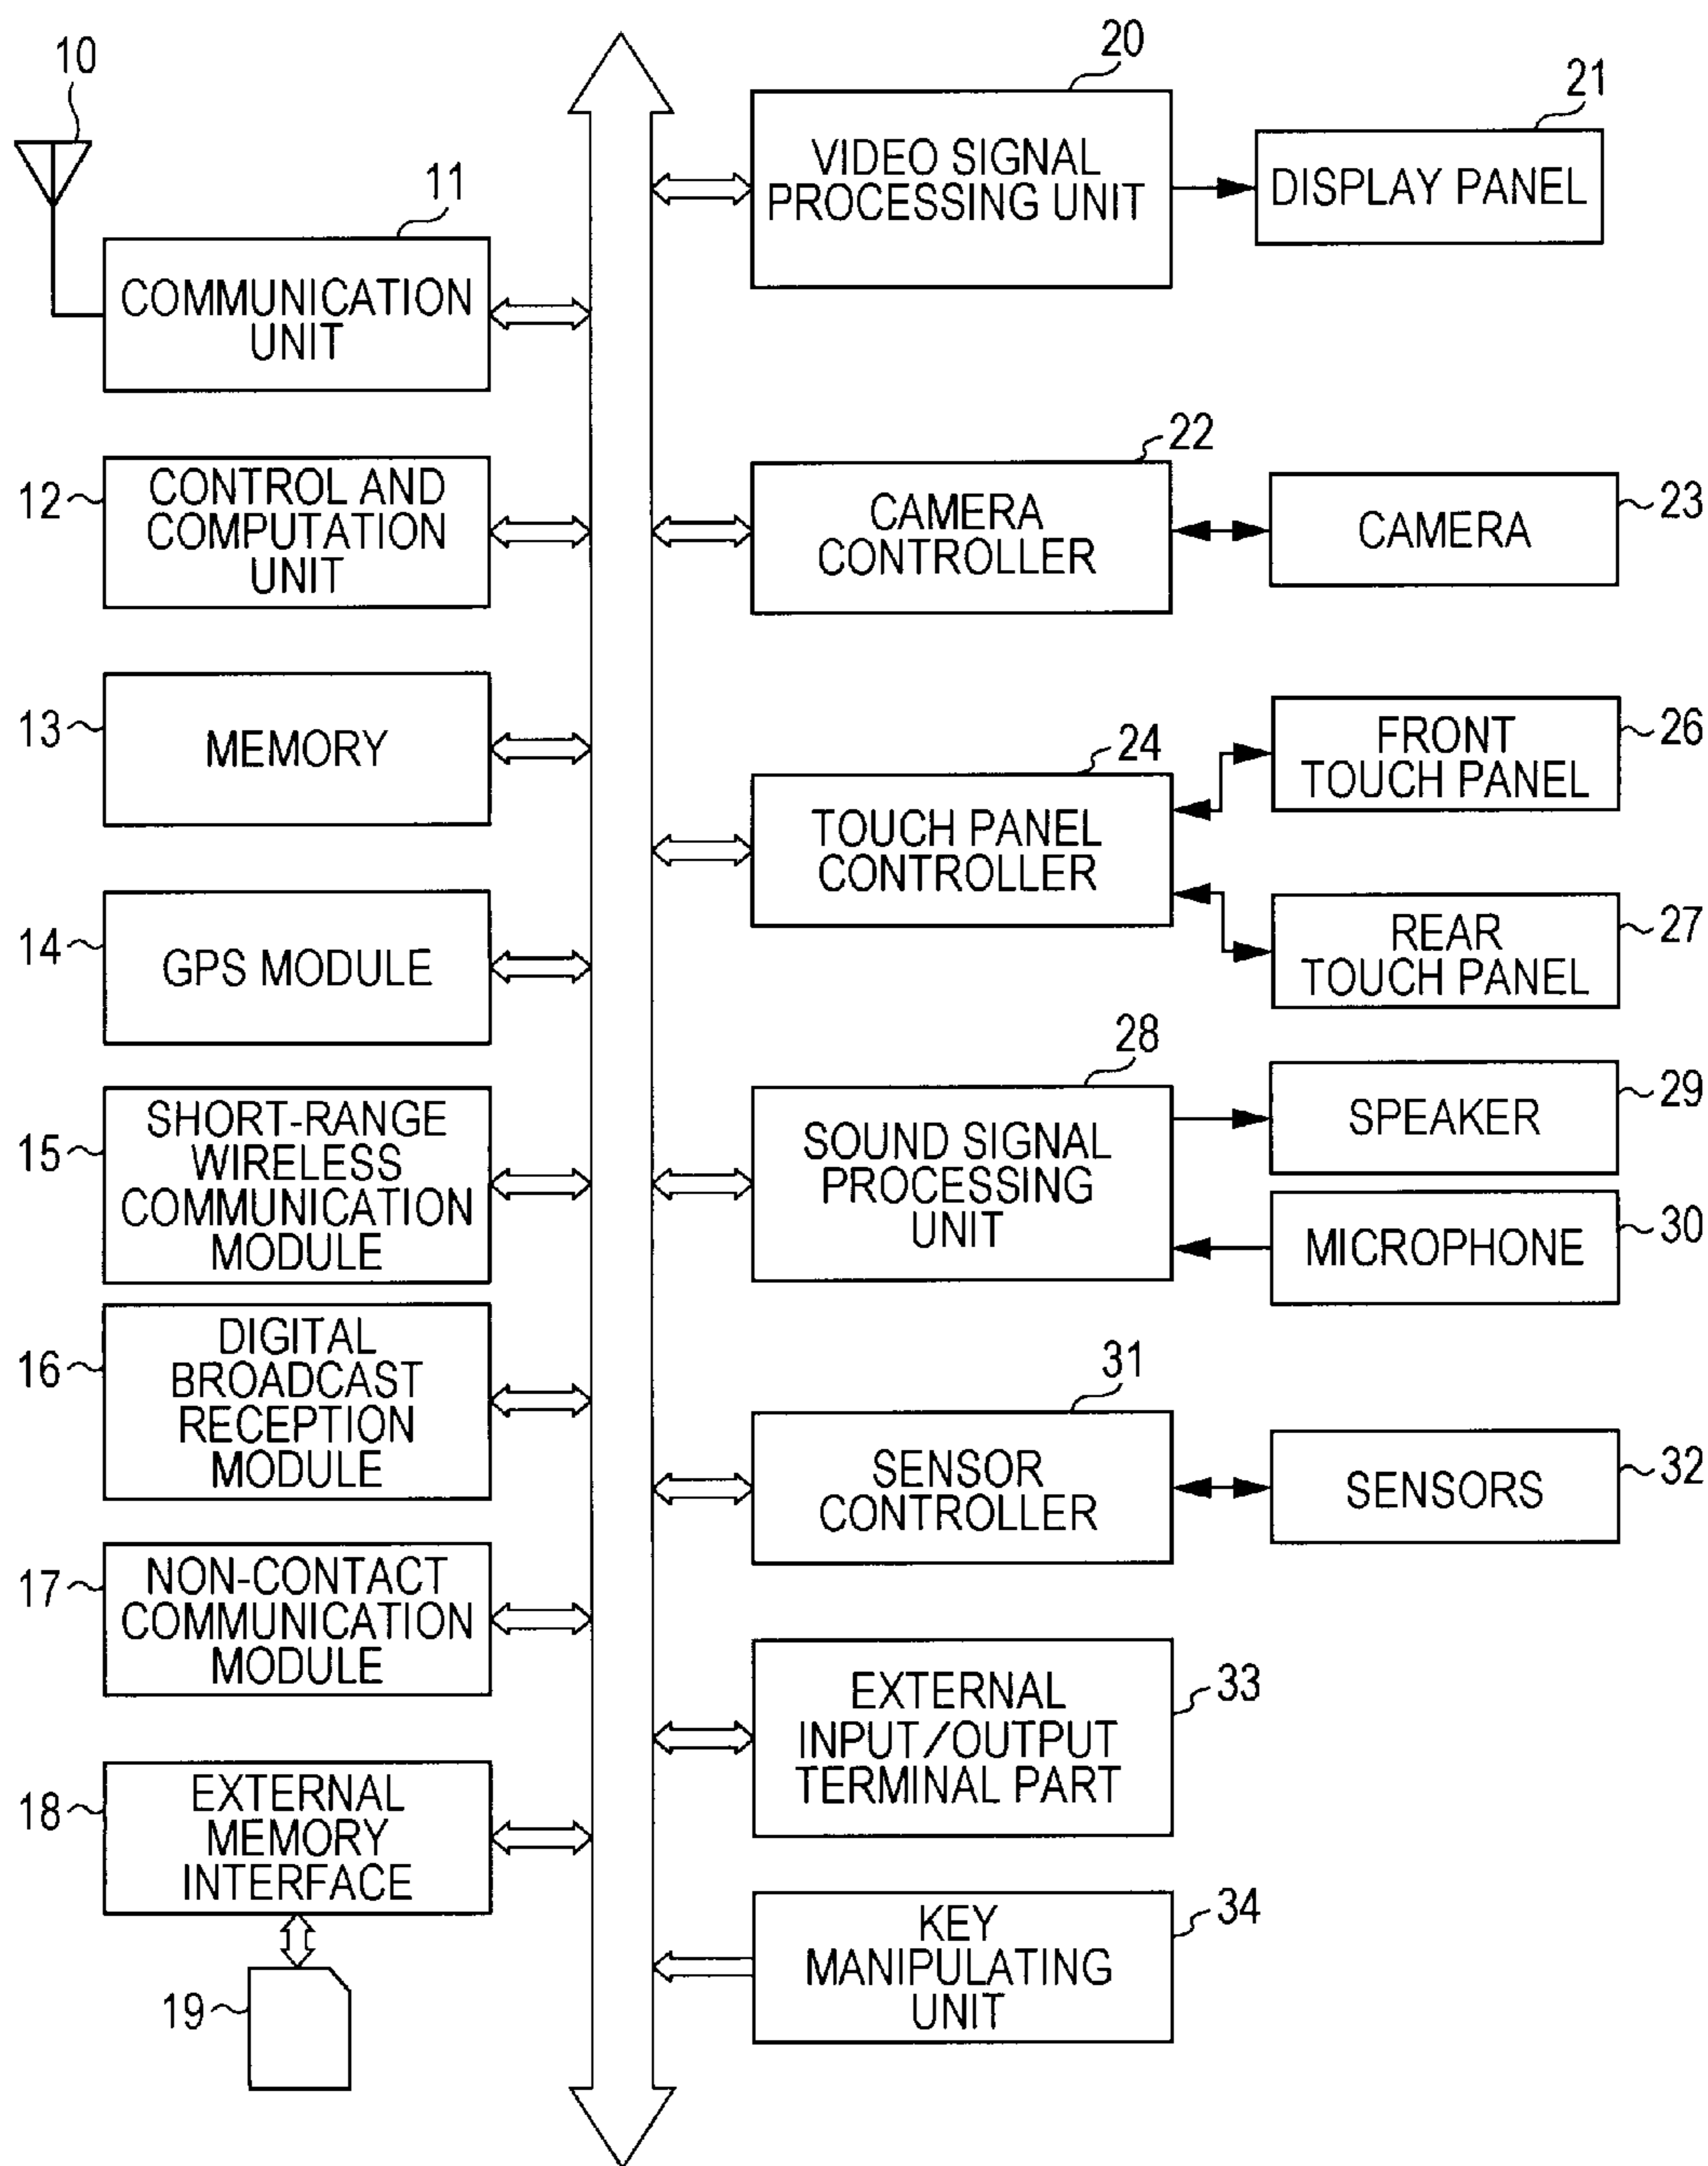 10
11
COMMUNICATION
UNIT
12
CONTROL AND
COMPUTATION
UNIT
13
MEMORY
14
GPS MODULE
15
SHORT-RANGE
WIRELESS
COMMUNICATION
MODULE
16
DIGITAL
BROADCAST
RECEPTION
MODULE
17
NON-CONTACT
COMMUNICATION
MODULE
18
EXTERNAL
MEMORY
INTERFACE
19
20
VIDEO SIGNAL
PROCESSING UNIT
21
DISPLAY PANEL
22
CAMERA
CONTROLLER
23
CAMERA
24
TOUCH PANEL
CONTROLLER
26
FRONT
TOUCH PANEL
27
REAR
TOUCH PANEL
28
SOUND SIGNAL
PROCESSING
UNIT
29
SPEAKER
30
MICROPHONE
31
SENSOR
CONTROLLER
32
SENSORS
33
EXTERNAL
INPUT/OUTPUT
TERMINAL PART
34
KEY
MANIPULATING
UNIT